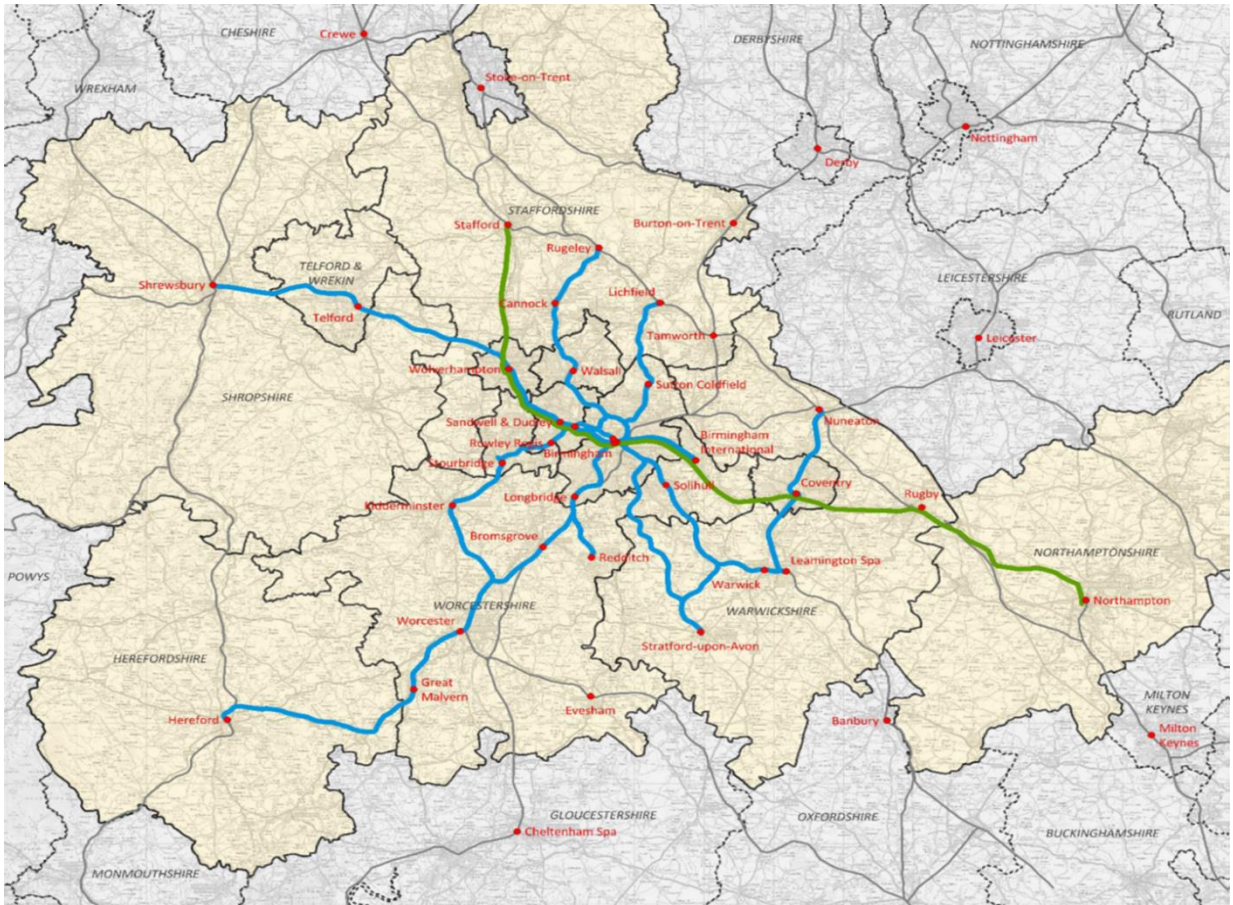 CHESHIRE
Crewe
DERBYSHIRE
NOTTINGHAMSHIRE
WREXHAM
Stoke-on-Trent
Nottingham
Derby
STAFFORDSHIRE
Stafford
Burton-on-Trent
Rugeley
TELFORD &
WREKIN
LEICESTERSHIRE
Shrewsbury
Lichfield
Cannock
RUTLAND
Telford
Tamworth
Leicester
Wolverhampton
Walsall
Sutton Coldfield
SHROPSHIRE
Sandwell & Dudley
Nuneaton
Rowley Regis
Birmingham
Birmingham
International
Stourbridge
Solihull
Coventry
Rugby
Longbridge
Kidderminster
Bromsgrove
Redditch
NORTHAMPTONSHIRE
Leamington Spa
POWYS
Warwick
Northampton
WORCESTERSHIRE
WARWICKSHIRE
Worcester
Stratford-upon-Avon
HEREFORDSHIRE
Great
Malvern
Evesham
MILTON
KEYNES
Hereford
Banbury
Milton
Keynes
GLOUCESTERSHIRE
OXFORDSHIRE
Cheltenham Spa
BUCKINGHAMSHIRE
MONMOUTHSHIRE